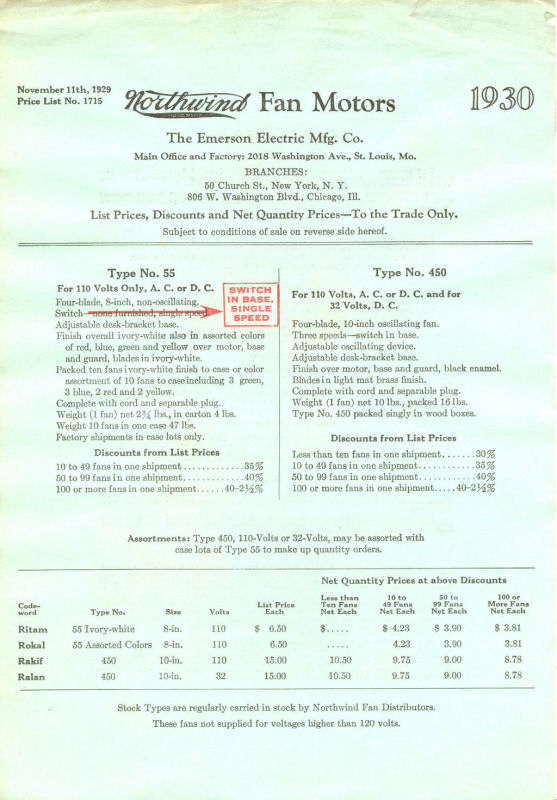 November 11th, 1929
Price List No. 1715
Northwind Fan Motors
1930
The Emerson Electric Mfg. Co.
Main Office and Factory: 2018 Washington Ave., St. Louis, Mo.
BRANCHES:
50 Church St., New York, N. Y.
806 W. Washington Blvd., Chicago, Ill.
List Prices, Discounts and Net Quantity Prices—To the Trade Only.
Subject to conditions of sale on reverse side hereof.
Type No. 55
For 110 Volts Only, A. C. or D. C.
Four-blade, 8-inch, non-oscillating.
Switch—none furnished, single speed.
SWITCH
IN BASE.
SINGLE
SPEED
Adjustable desk-bracket base.
Finish overall ivory-white also in assorted colors
of red, blue, green and yellow over motor, base
and guard, blades in ivory-white.
Packed ten fans ivory-white finish to case or color
assortment of 10 fans to case including 3 green,
3 blue, 2 red and 2 yellow.
Complete with cord and separable plug.
Weight (1 fan) net 2¾ lbs., in carton 4 lbs.
Weight 10 fans in one case 47 lbs.
Factory shipments in case lots only.
Discounts from List Prices
10 to 49 fans in one shipment............35%
50 to 99 fans in one shipment............40%
100 or more fans in one shipment......40-2½%
Type No. 450
For 110 Volts, A. C. or D. C. and for
32 Volts, D. C.
Four-blade, 10-inch oscillating fan.
Three speeds—switch in base.
Adjustable oscillating device.
Adjustable desk-bracket base.
Finish over motor, base and guard, black enamel.
Blades in light mat brass finish.
Complete with cord and separable plug.
Weight (1 fan) net 10 lbs., packed 16 lbs.
Type No. 450 packed singly in wood boxes.
Discounts from List Prices
Less than ten fans in one shipment.......30%
10 to 49 fans in one shipment............35%
50 to 99 fans in one shipment............40%
100 or more fans in one shipment.....40-2½%
Assortments: Type 450, 110-Volts or 32-Volts, may be assorted with
case lots of Type 55 to make up quantity orders.
Net Quantity Prices at above Discounts
Code-word Type No. Size Volts List Price Each Less than Ten Fans Net Each 10 to 49 Fans Net Each 50 to 99 Fans Net Each 100 or More Fans Net Each
Ritam 55 Ivory-white 8-in. 110 $ 6.50 $..... $ 4.23 $ 3.90 $ 3.81
Rokal 55 Assorted Colors 8-in. 110 6.50 ..... 4.23 3.90 3.81
Rakif 450 10-in. 110 15.00 10.50 9.75 9.00 8.78
Ralan 450 10-in. 32 15.00 10.50 9.75 9.00 8.78
Stock Types are regularly carried in stock by Northwind Fan Distributors.
These fans not supplied for voltages higher than 120 volts.